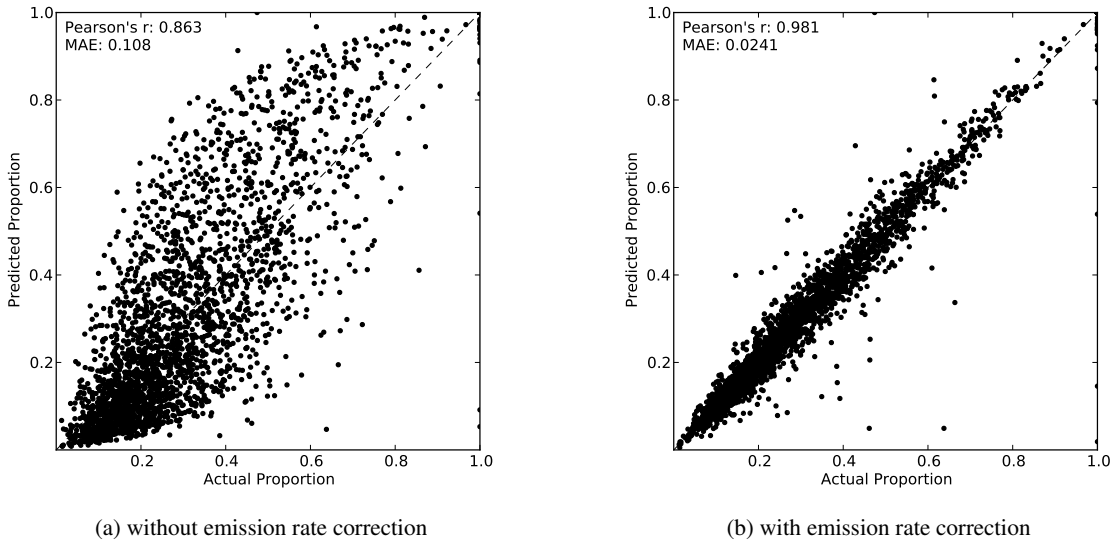 Pearson's r: 0.863
MAE: 0.108
1.0
0.8
0.6
0.4
0.2
Predicted Proportion
0.2
0.4
0.6
0.8
1.0
Actual Proportion
(a) without emission rate correction
Pearson's r: 0.981
MAE: 0.0241
1.0
0.8
0.6
0.4
0.2
Predicted Proportion
0.2
0.4
0.6
0.8
1.0
Actual Proportion
(b) with emission rate correction